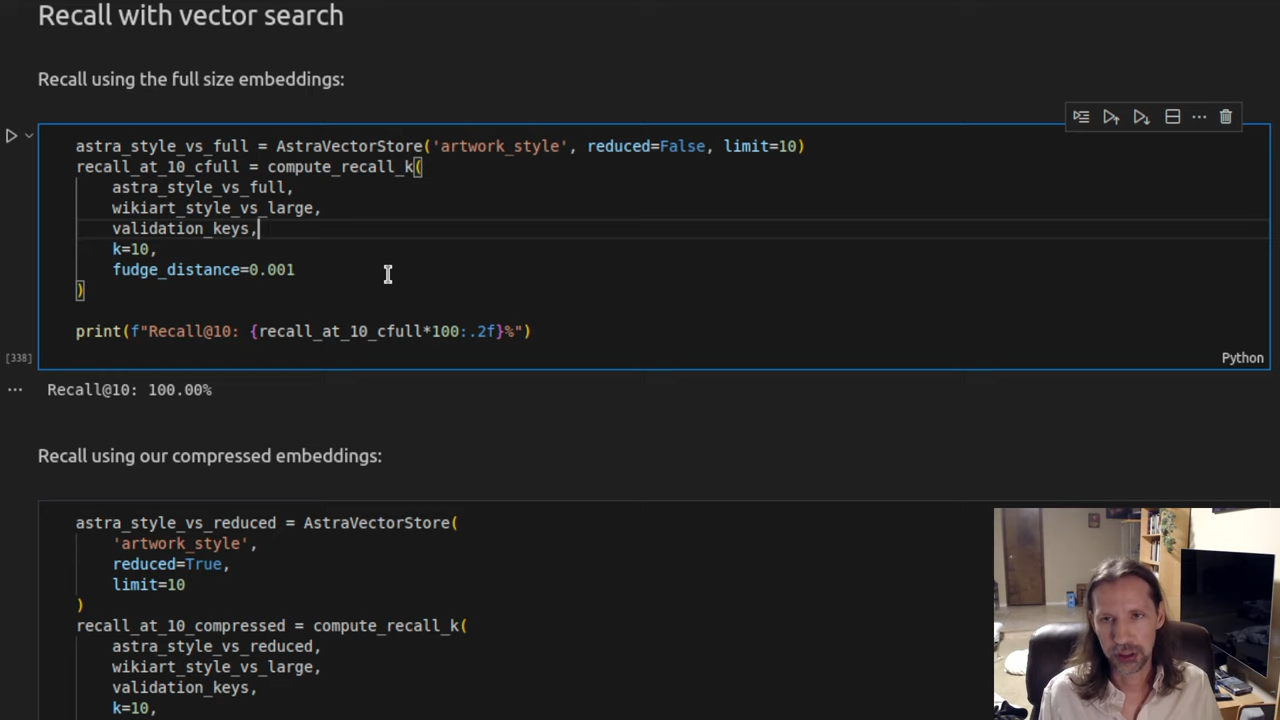 Recall with vector search
Recall using the full size embeddings:
astra_style_vs_full = AstraVectorStore('artwork_style', reduced=False, limit=10)
recall_at_10_cfull = compute_recall_k(
astra_style_vs_full,
wikiart_style_vs_large,
validation_keys,
k=10,
fudge_distance=0.001
)
print(f"Recall@10: {recall_at_10_cfull*100:.2f}%")
[338]
Python
Recall@10: 100.00%
Recall using our compressed embeddings:
astra_style_vs_reduced = AstraVectorStore(
'artwork_style',
reduced=True,
limit=10
)
recall_at_10_compressed = compute_recall_k(
astra_style_vs_reduced,
wikiart_style_vs_large,
validation_keys,
k=10,